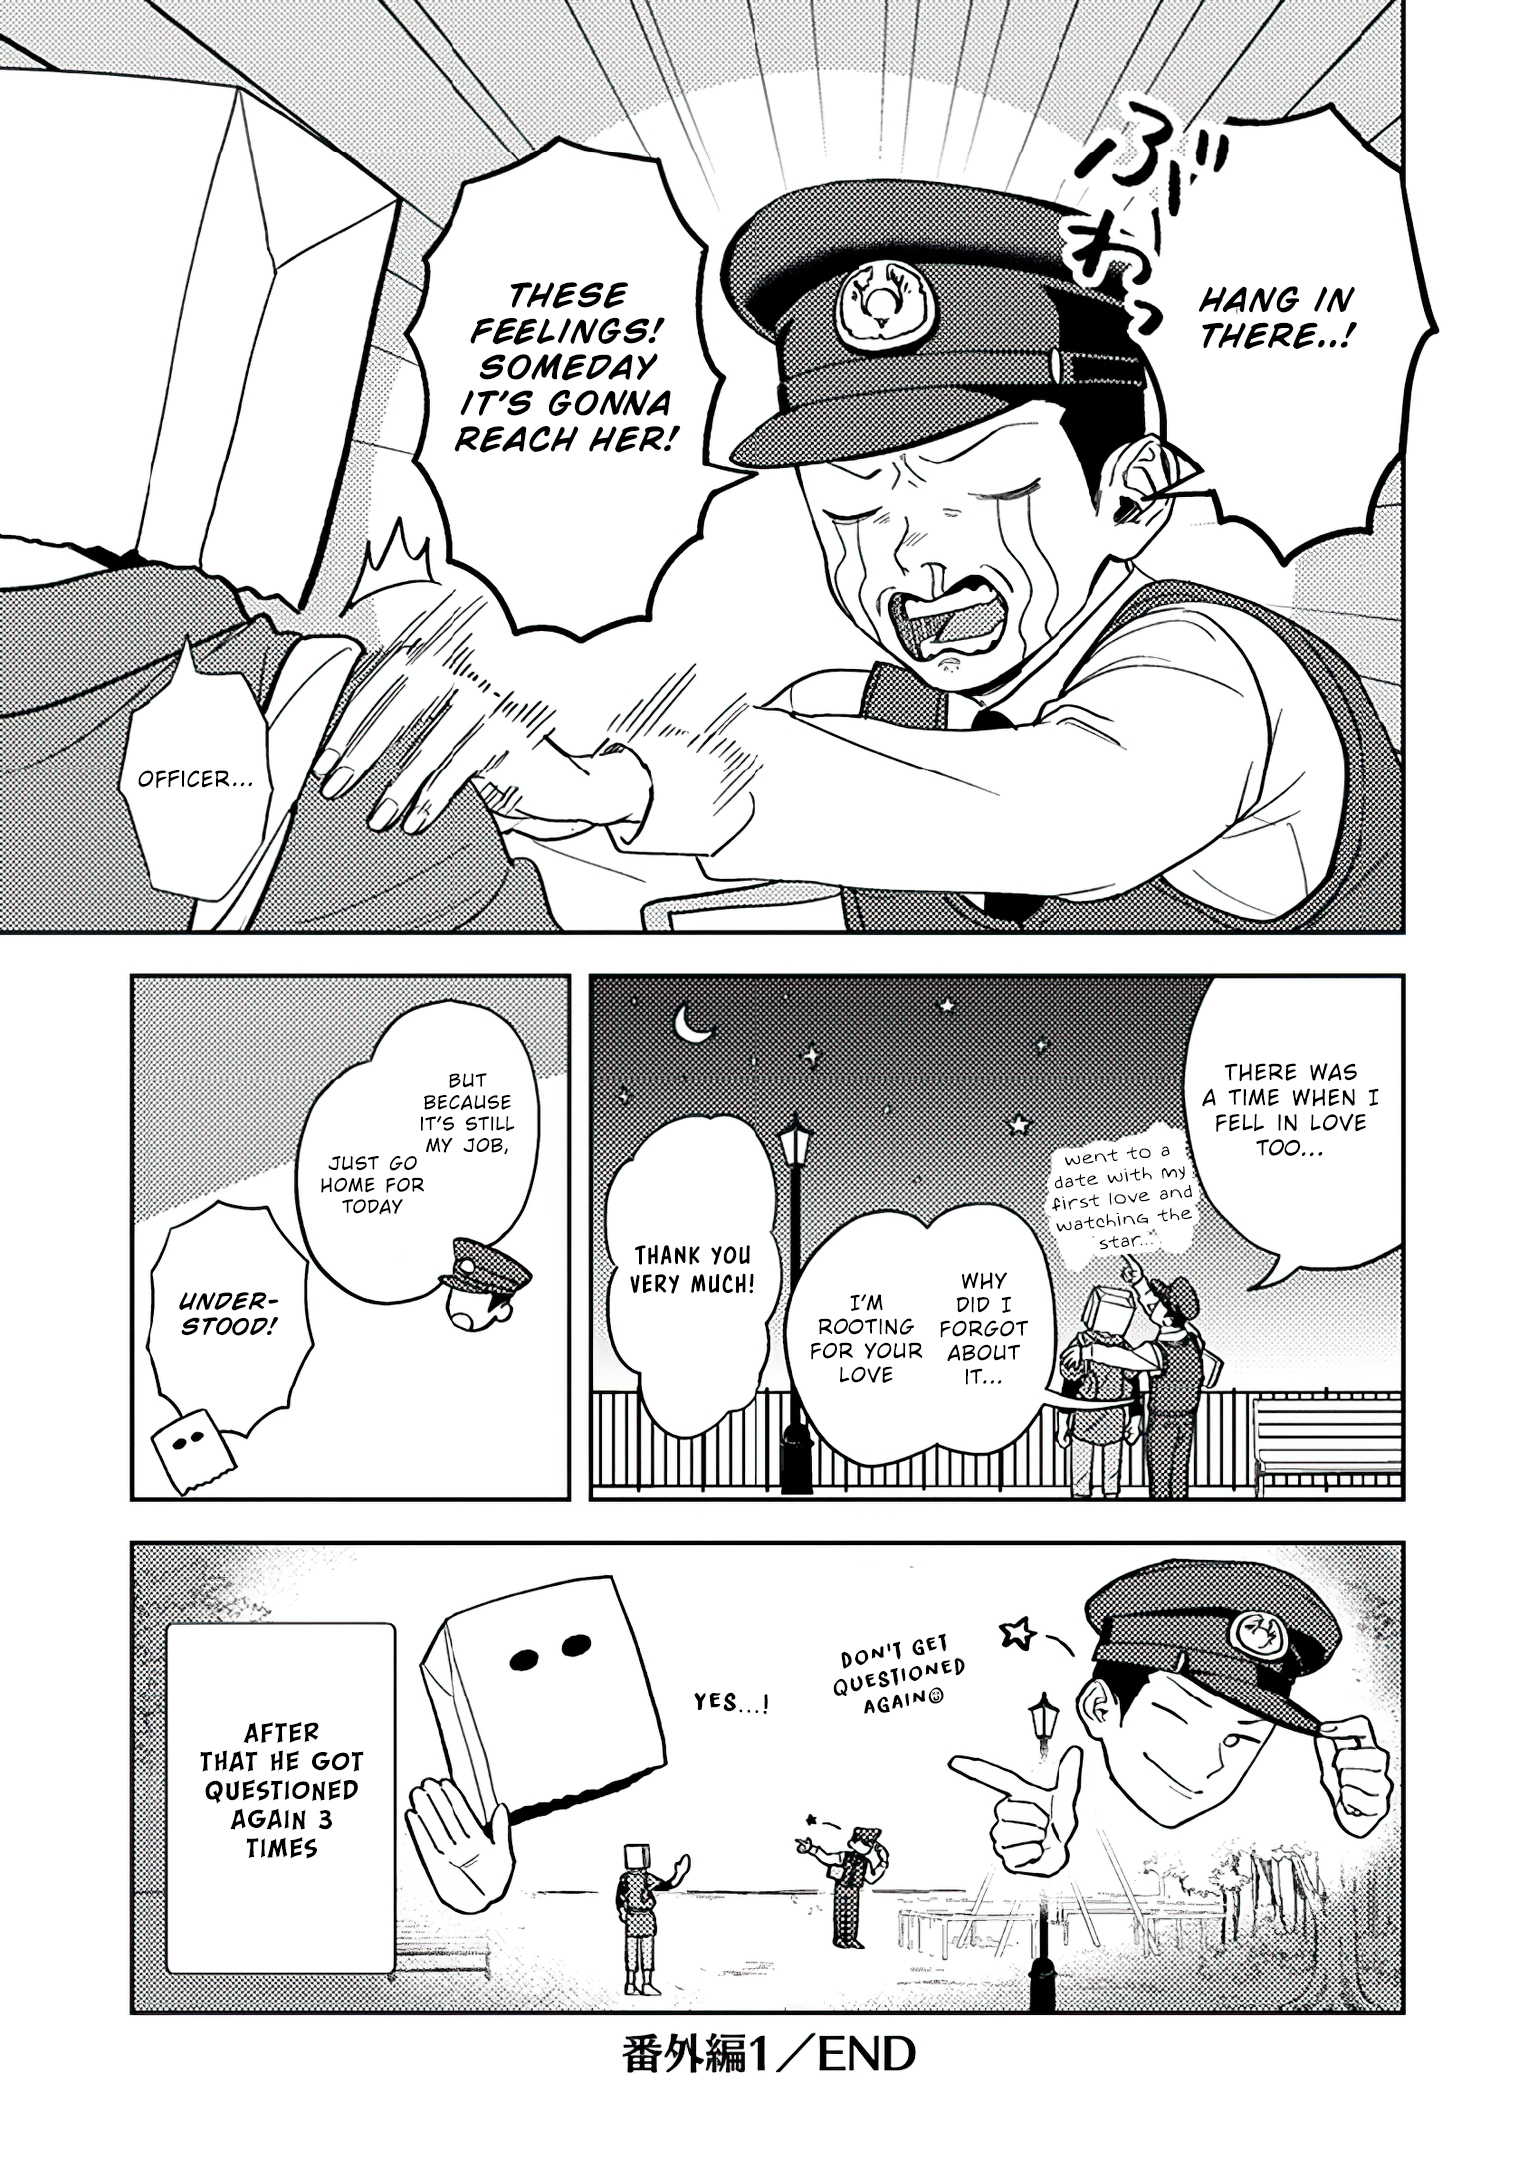 HANG IN
THERE..!
ぶわっ
THESE
FEELINGS!
SOMEDAY
IT'S GONNA
REACH HER!
OFFICER...
THERE WAS
A TIME WHEN I
FELL IN LOVE
TOO...
went to a
date with my
first love and
watching the
star...
WHY
DID I
FORGOT
ABOUT
IT...
I'M
ROOTING
FOR YOUR
LOVE
THANK YOU
VERY MUCH!
BUT
BECAUSE
IT'S STILL
MY JOB,
JUST GO
HOME FOR
TODAY
UNDER-
STOOD!
DON'T GET
QUESTIONED
AGAIN☺
YES...!
AFTER
THAT HE GOT
QUESTIONED
AGAIN 3
TIMES
番外編1／END